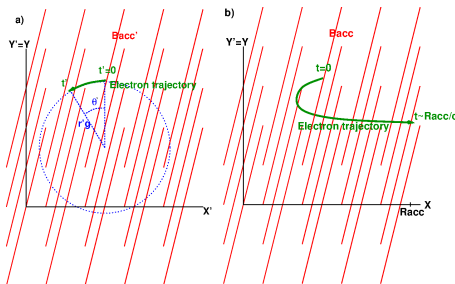 a)
Bacc'
Y'=Y
t'=0
t'
Electron trajectory
θ'
r'g
X'
b)
Bacc
Y'=Y
t=0
t~Racc/c
Electron trajectory
X
Racc